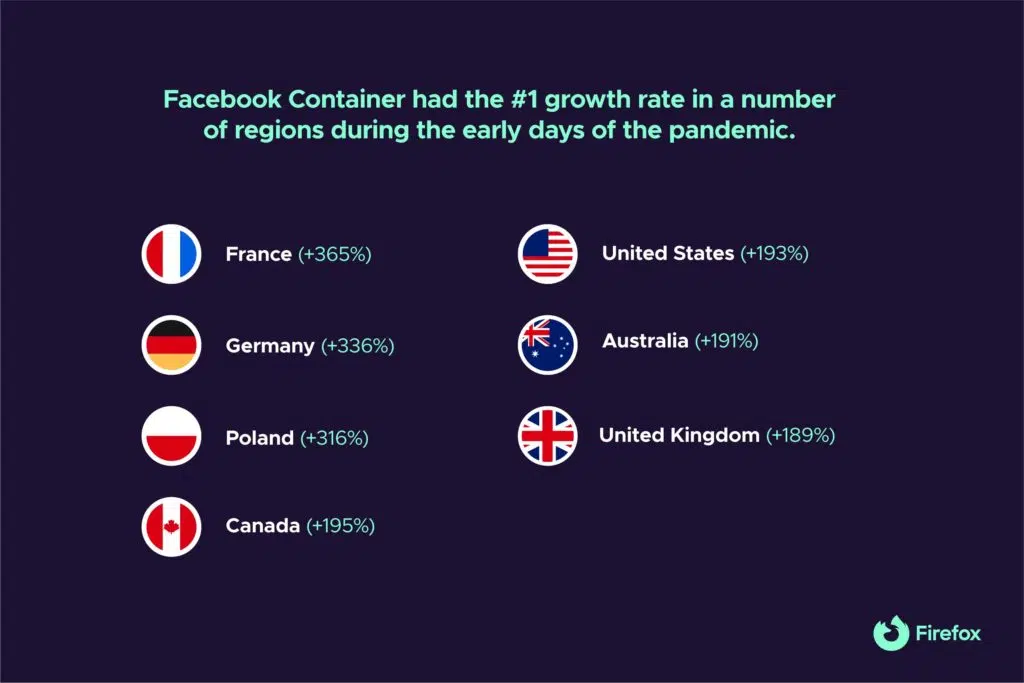 Facebook Container had the #1 growth rate in a number
of regions during the early days of the pandemic.
France (+365%)
Germany (+336%)
Poland (+316%)
Canada (+195%)
United States (+193%)
Australia (+191%)
United Kingdom (+189%)
Firefox